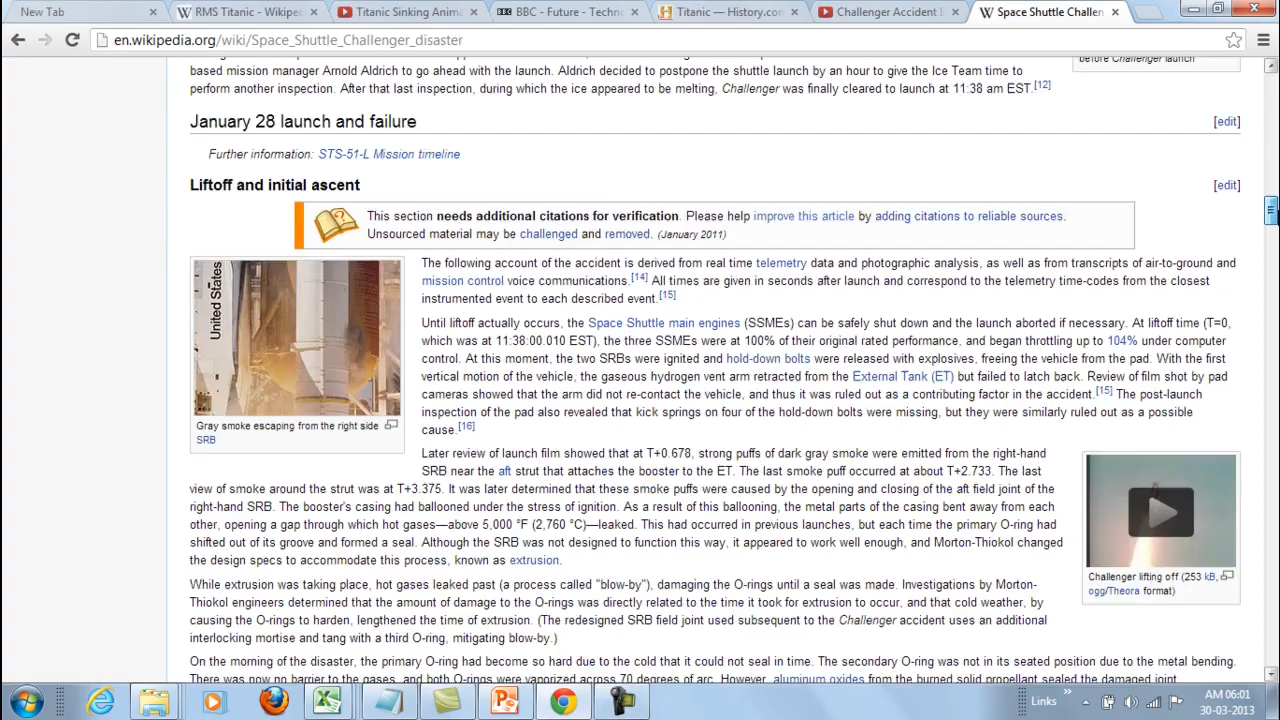 New Tab
RMS Titanic - Wikiped
Titanic Sinking Anima
BBC - Future - Techno
Titanic — History.com
Challenger Accident I
Space Shuttle Challen
en.wikipedia.org/wiki/Space_Shuttle_Challenger_disaster
based mission manager Arnold Aldrich to go ahead with the launch. Aldrich decided to postpone the shuttle launch by an hour to give the Ice Team time to
perform another inspection. After that last inspection, during which the ice appeared to be melting, Challenger was finally cleared to launch at 11:38 am EST.[12]
before Challenger launch
January 28 launch and failure
[edit]
Further information: STS-51-L Mission timeline
Liftoff and initial ascent
[edit]
This section needs additional citations for verification. Please help improve this article by adding citations to reliable sources.
Unsourced material may be challenged and removed. (January 2011)
United States
Gray smoke escaping from the right side
SRB
The following account of the accident is derived from real time telemetry data and photographic analysis, as well as from transcripts of air-to-ground and
mission control voice communications.[14] All times are given in seconds after launch and correspond to the telemetry time-codes from the closest
instrumented event to each described event.[15]
Until liftoff actually occurs, the Space Shuttle main engines (SSMEs) can be safely shut down and the launch aborted if necessary. At liftoff time (T=0,
which was at 11:38:00.010 EST), the three SSMEs were at 100% of their original rated performance, and began throttling up to 104% under computer
control. At this moment, the two SRBs were ignited and hold-down bolts were released with explosives, freeing the vehicle from the pad. With the first
vertical motion of the vehicle, the gaseous hydrogen vent arm retracted from the External Tank (ET) but failed to latch back. Review of film shot by pad
cameras showed that the arm did not re-contact the vehicle, and thus it was ruled out as a contributing factor in the accident.[15] The post-launch
inspection of the pad also revealed that kick springs on four of the hold-down bolts were missing, but they were similarly ruled out as a possible
cause.[16]
Later review of launch film showed that at T+0.678, strong puffs of dark gray smoke were emitted from the right-hand
SRB near the aft strut that attaches the booster to the ET. The last smoke puff occurred at about T+2.733. The last
view of smoke around the strut was at T+3.375. It was later determined that these smoke puffs were caused by the opening and closing of the aft field joint of the
right-hand SRB. The booster's casing had ballooned under the stress of ignition. As a result of this ballooning, the metal parts of the casing bent away from each
other, opening a gap through which hot gases—above 5,000 °F (2,760 °C)—leaked. This had occurred in previous launches, but each time the primary O-ring had
shifted out of its groove and formed a seal. Although the SRB was not designed to function this way, it appeared to work well enough, and Morton-Thiokol changed
the design specs to accommodate this process, known as extrusion.
Challenger lifting off (253 kB,
ogg/Theora format)
While extrusion was taking place, hot gases leaked past (a process called "blow-by"), damaging the O-rings until a seal was made. Investigations by Morton-
Thiokol engineers determined that the amount of damage to the O-rings was directly related to the time it took for extrusion to occur, and that cold weather, by
causing the O-rings to harden, lengthened the time of extrusion. (The redesigned SRB field joint used subsequent to the Challenger accident uses an additional
interlocking mortise and tang with a third O-ring, mitigating blow-by.)
On the morning of the disaster, the primary O-ring had become so hard due to the cold that it could not seal in time. The secondary O-ring was not in its seated position due to the metal bending.
There was now no barrier to the gases, and both O-rings were vaporized across 70 degrees of arc. However, aluminum oxides from the burned solid propellant sealed the damaged joint
Links
AM 06:01
30-03-2013